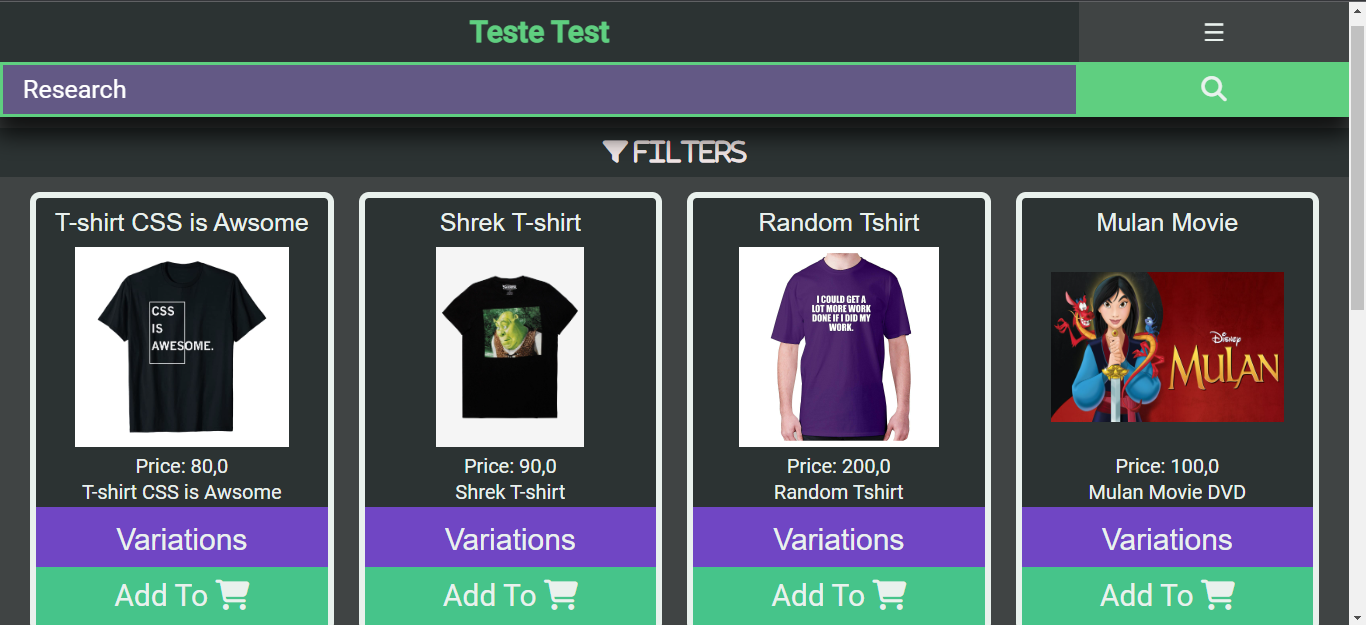 Teste Test
Research
FILTERS
T-shirt CSS is Awsome
Shrek T-shirt
Random Tshirt
Mulan Movie
CSS
IS
AWESOME.
I COULD GET A
LOT MORE WORK
DONE IF I DID MY
WORK.
Disney
MULAN
Price: 80,0
T-shirt CSS is Awsome
Price: 90,0
Shrek T-shirt
Price: 200,0
Random Tshirt
Price: 100,0
Mulan Movie DVD
Variations
Variations
Variations
Variations
Add To
Add To
Add To
Add To